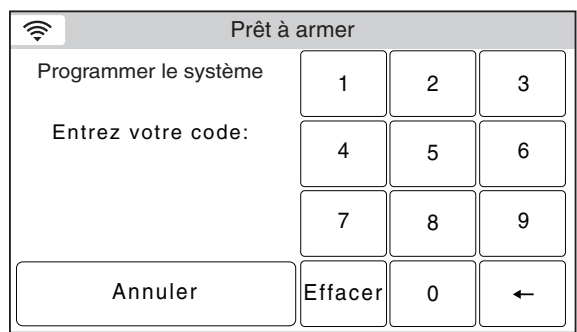 Prêt à armer
Programmer le système
Entrez votre code:
1 2 3
4 5 6
7 8 9
Annuler Effacer 0 ←